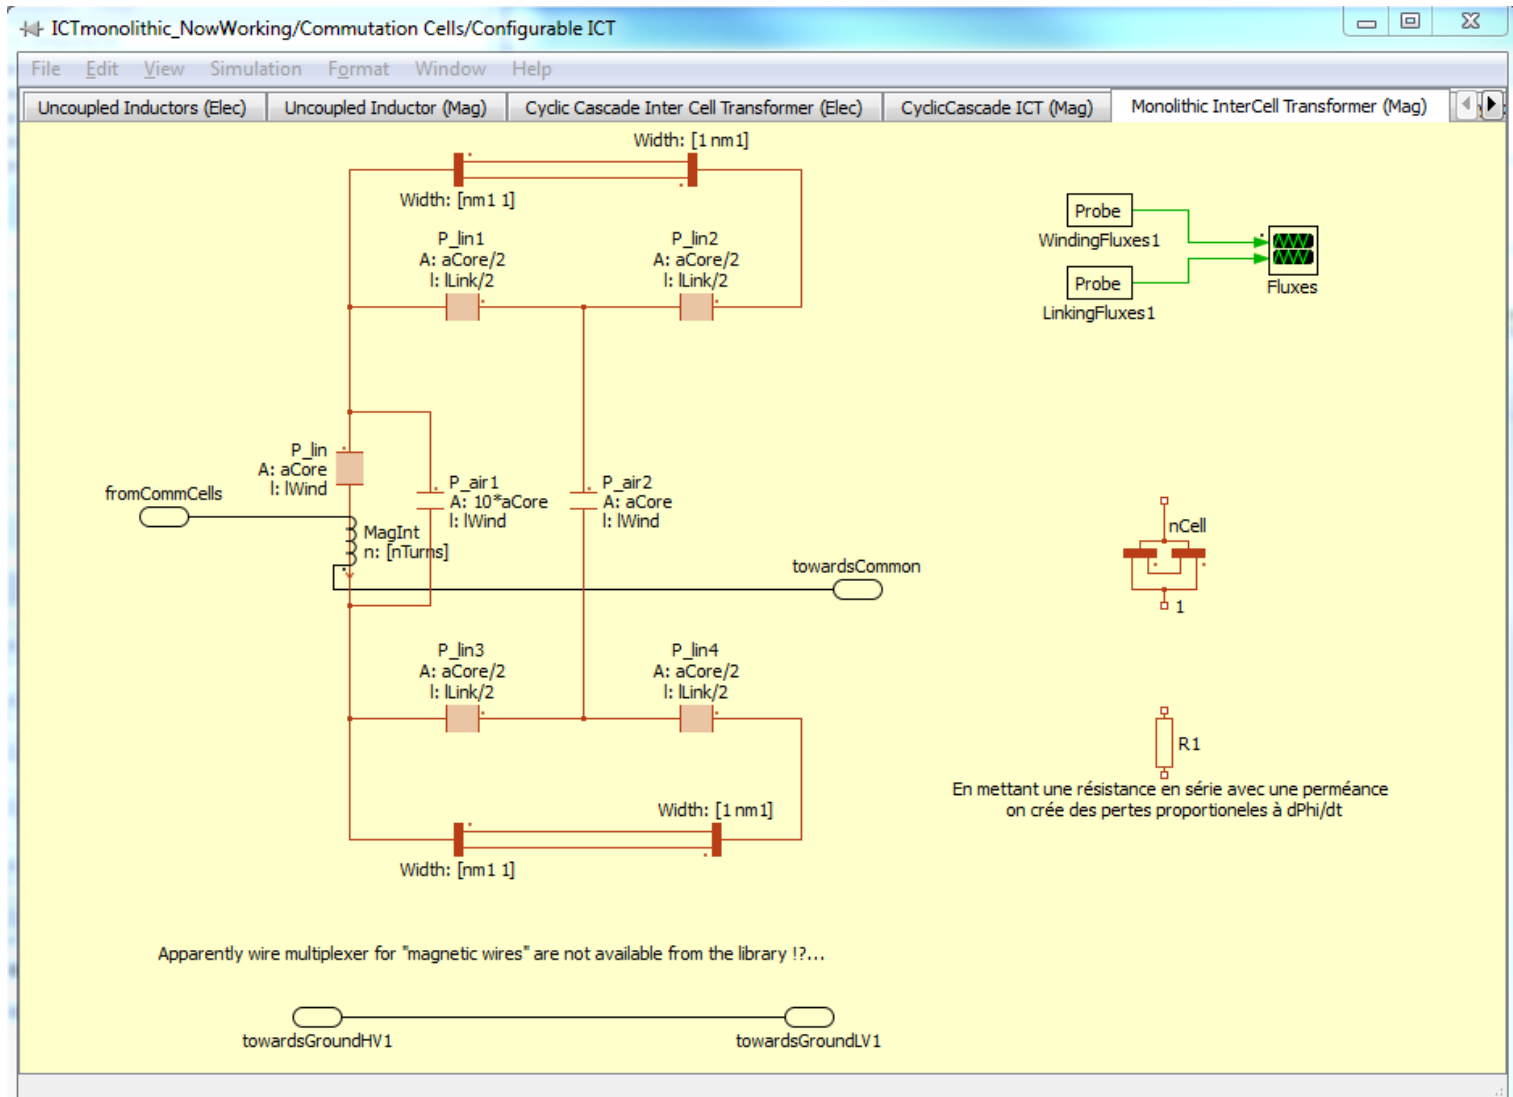 ICTmonolithic_NowWorking/Commutation Cells/Configurable ICT
File Edit View Simulation Format Window Help
Uncoupled Inductors (Elec) Uncoupled Inductor (Mag) Cyclic Cascade Inter Cell Transformer (Elec) CyclicCascade ICT (Mag) Monolithic InterCell Transformer (Mag)
Width: [1 nm1]
Width: [nm1 1]
P_lin1
A: aCore/2
l: lLink/2
P_lin2
A: aCore/2
l: lLink/2
Probe
WindingFluxes1
Probe
LinkingFluxes1
Fluxes
P_lin
A: aCore
l: lWind
fromCommCells
P_air1
A: 10*aCore
l: lWind
P_air2
A: aCore
l: lWind
MagInt
n: [nTurns]
towardsCommon
nCell
1
P_lin3
A: aCore/2
l: lLink/2
P_lin4
A: aCore/2
l: lLink/2
R1
En mettant une résistance en série avec une perméance
on crée des pertes proportioneles à dPhi/dt
Width: [1 nm1]
Width: [nm1 1]
Apparently wire multiplexer for "magnetic wires" are not available from the library !?...
towardsGroundHV1
towardsGroundLV1